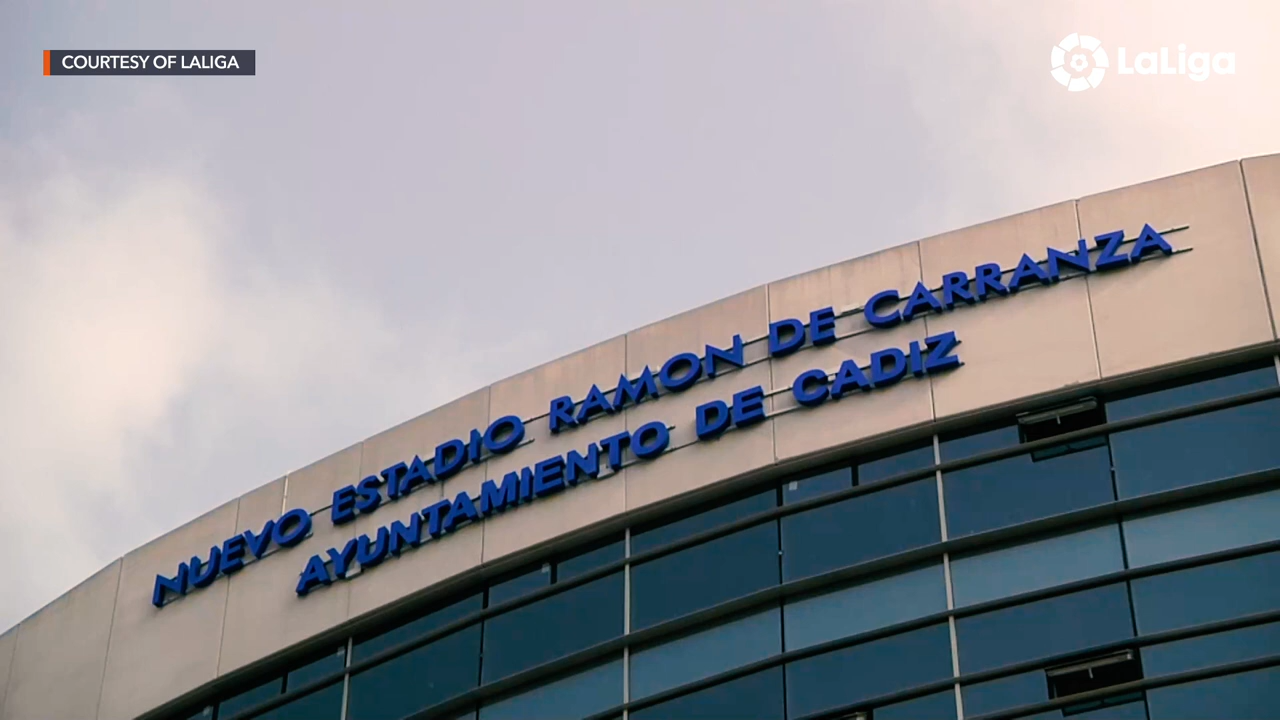 COURTESY OF LALIGA
LaLiga
NUEVO ESTADIO RAMON DE CARRANZA
AYUNTAMIENTO DE CADIZ